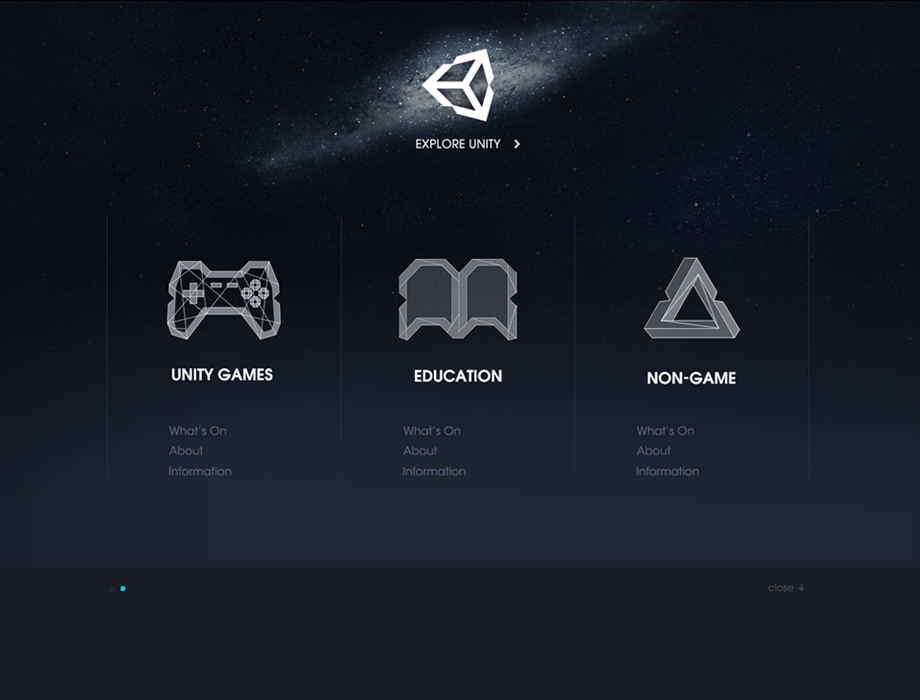 EXPLORE UNITY
UNITY GAMES
EDUCATION
NON-GAME
What's On
About
Information
What's On
About
Information
What's On
About
Information
close